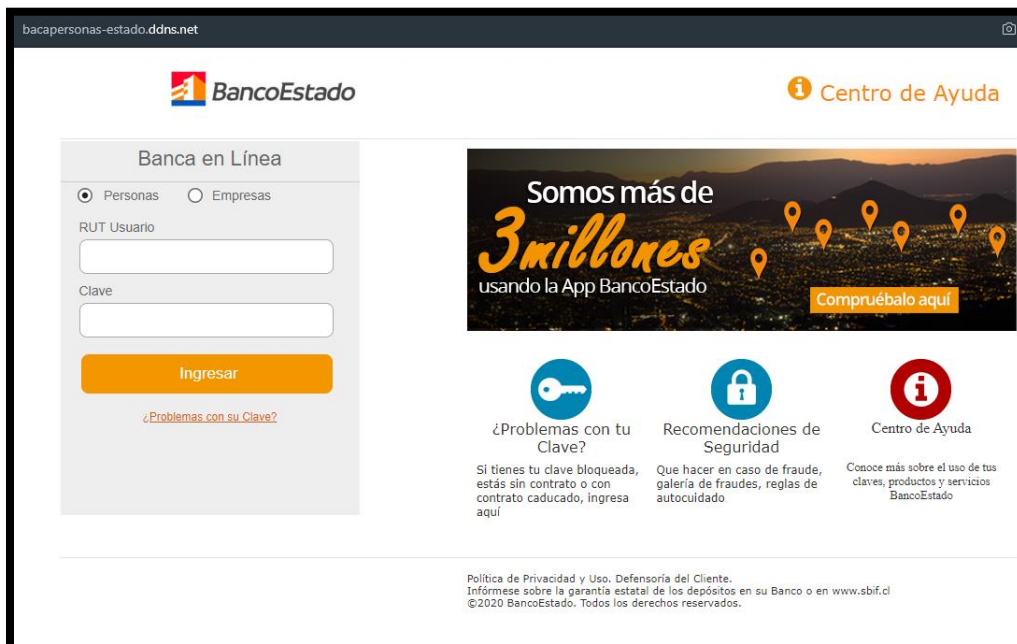 bacapersonas-estado.ddns.net
BancoEstado
Centro de Ayuda
Banca en Línea
Personas Empresas
RUT Usuario
Clave
Ingresar
¿Problemas con su Clave?
Somos más de
3millones
usando la App BancoEstado
Compruébalo aquí
¿Problemas con tu
Clave?
Si tienes tu clave bloqueada,
estás sin contrato o con
contrato caducado, ingresa
aquí
Recomendaciones de
Seguridad
Que hacer en caso de fraude,
galería de fraudes, reglas de
autocuidado
Centro de Ayuda
Conoce más sobre el uso de tus
claves, productos y servicios
BancoEstado
Política de Privacidad y Uso. Defensoría del Cliente.
Infórmese sobre la garantía estatal de los depósitos en su Banco o en www.sbif.cl
©2020 BancoEstado. Todos los derechos reservados.